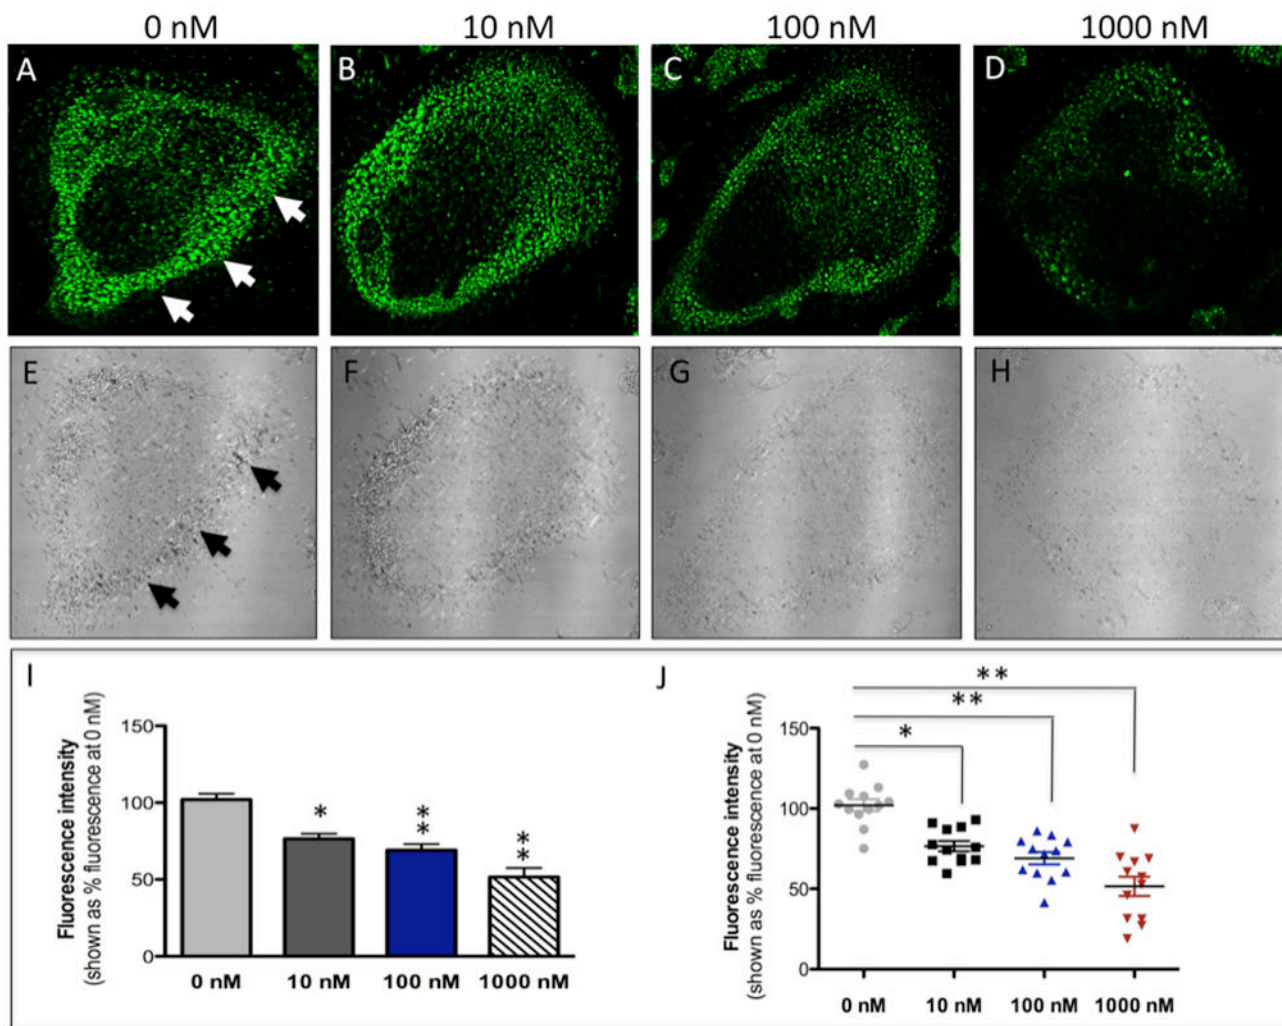 0 nM 10 nM 100 nM 1000 nM
A B C D
E F G H
I
Fluorescence intensity
(shown as % fluorescence at 0 nM)
150
100
50
0
*
**
**
0 nM 10 nM 100 nM 1000 nM
J
Fluorescence intensity
(shown as % fluorescence at 0 nM)
150
100
50
0
**
**
*
0 nM 10 nM 100 nM 1000 nM